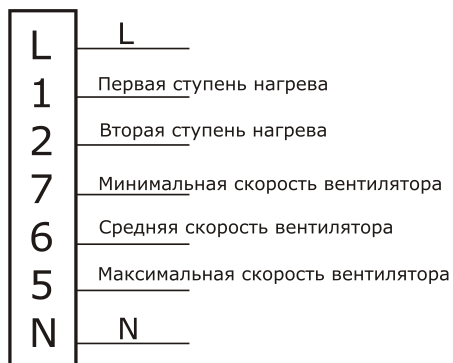 L L
1 Первая ступень нагрева
2 Вторая ступень нагрева
7 Минимальная скорость вентилятора
6 Средняя скорость вентилятора
5 Максимальная скорость вентилятора
N N